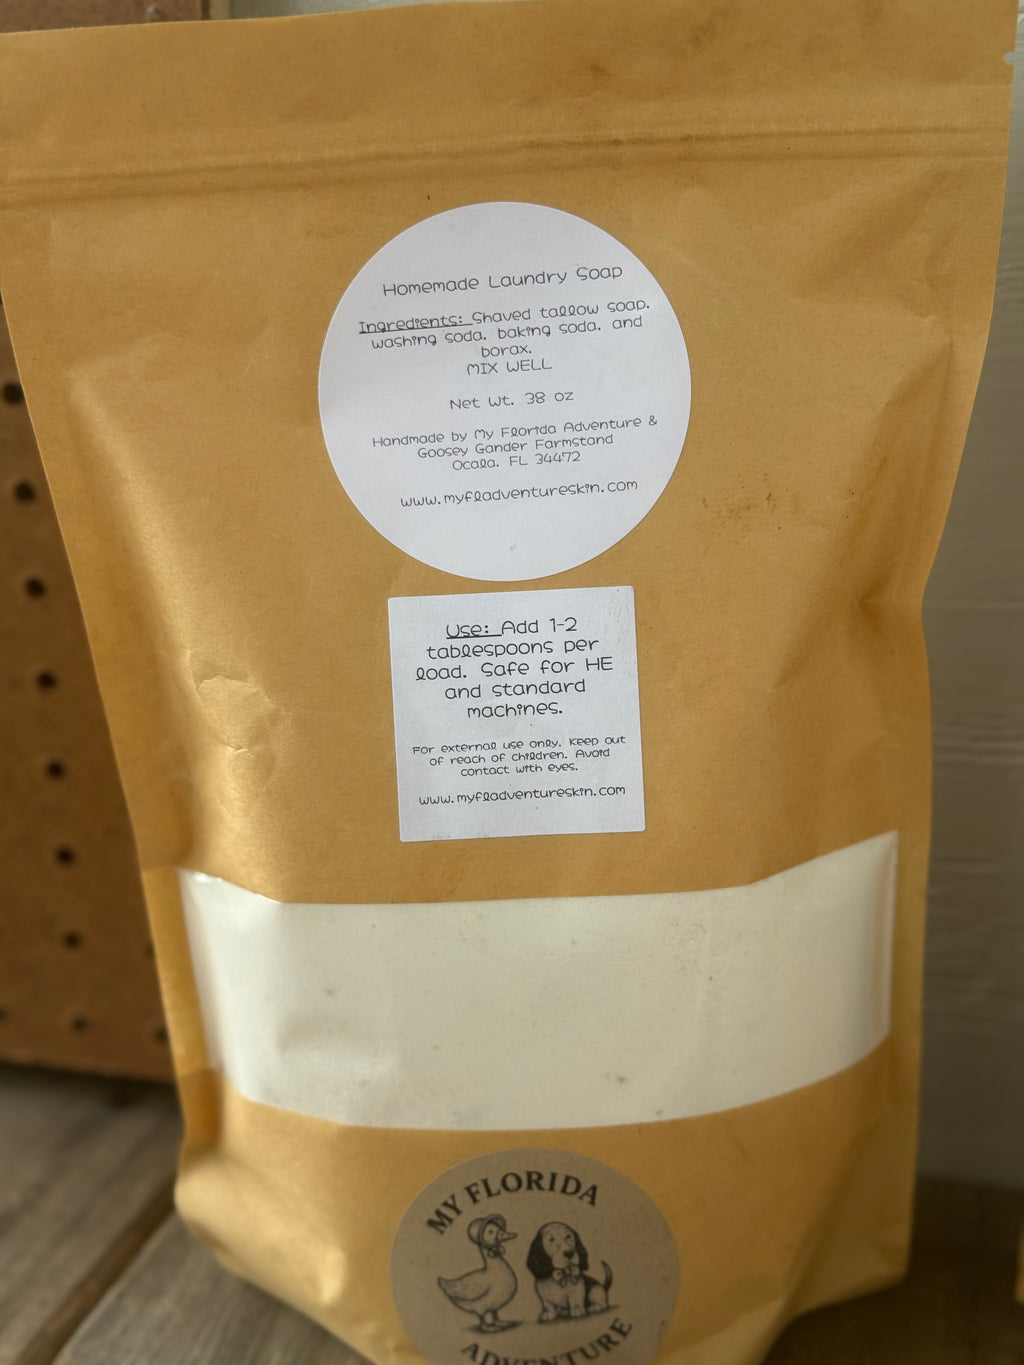 Homemade Laundry Soap
Ingredients: Shaved tallow soap,
washing soda, baking soda, and
borax.
MIX WELL
Net Wt. 38 oz
Handmade by My Florida Adventure &
Goosey Gander Farmstand
Ocala, FL 34472
www.myfladventureskin.com
Use: Add 1-2
tablespoons per
load. Safe for HE
and standard
machines.
For external use only. Keep out
of reach of children. Avoid
contact with eyes.
www.myfladventureskin.com
MY FLORIDA
ADVENTURE